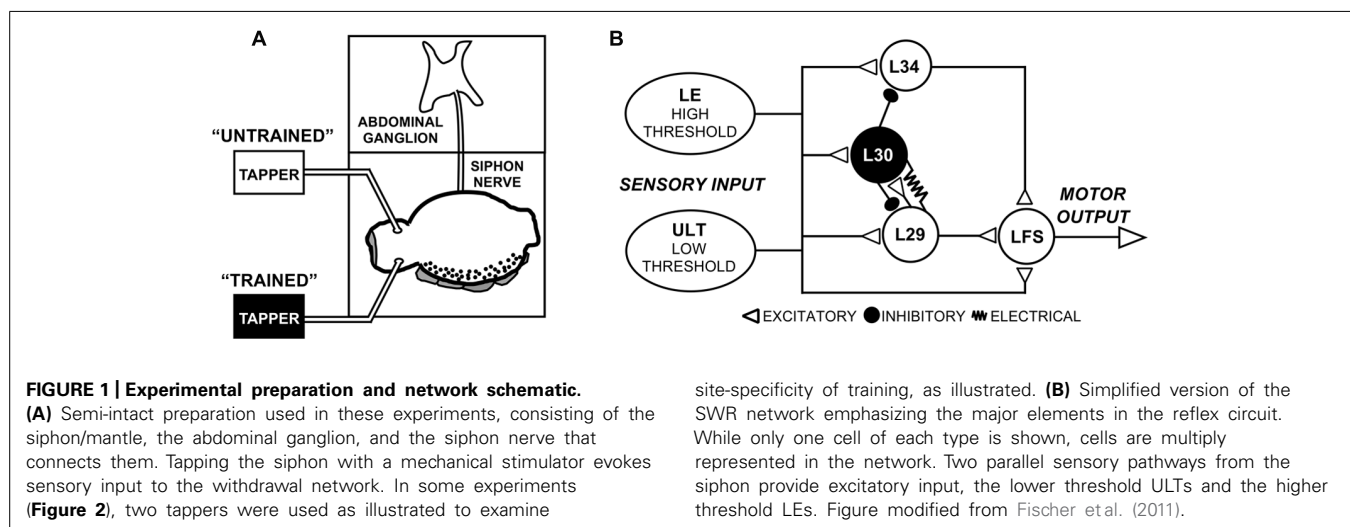 A
"UNTRAINED"
TAPPER
"TRAINED"
TAPPER
ABDOMINAL
GANGLION
SIPHON
NERVE
B
LE
HIGH
THRESHOLD
SENSORY INPUT
ULT
LOW
THRESHOLD
L34
L30
L29
LFS
MOTOR
OUTPUT
EXCITATORY INHIBITORY ELECTRICAL
FIGURE 1 | Experimental preparation and network schematic.
(A) Semi-intact preparation used in these experiments, consisting of the
siphon/mantle, the abdominal ganglion, and the siphon nerve that
connects them. Tapping the siphon with a mechanical stimulator evokes
sensory input to the withdrawal network. In some experiments
(Figure 2), two tappers were used as illustrated to examine
site-specificity of training, as illustrated. (B) Simplified version of the
SWR network emphasizing the major elements in the reflex circuit.
While only one cell of each type is shown, cells are multiply
represented in the network. Two parallel sensory pathways from the
siphon provide excitatory input, the lower threshold ULTs and the higher
threshold LEs. Figure modified from Fischer et al. (2011).